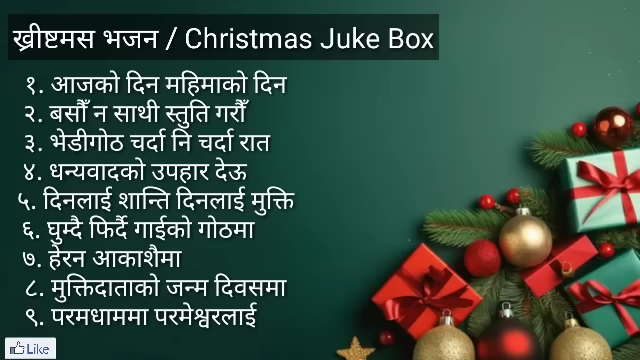 ख्रीष्टमस भजन / Christmas Juke Box
१. आजको दिन महिमाको दिन
२. बसौँ न साथी स्तुति गरौँ
३. भेडीगोठ चर्दा नि चर्दा रात
४. धन्यवादको उपहार देऊ
५. दिनलाई शान्ति दिनलाई मुक्ति
६. घुम्दै फिर्दै गाईको गोठमा
७. हेरन आकाशैमा
८. मुक्तिदाताको जन्म दिवसमा
९. परमधाममा परमेश्वरलाई
Like